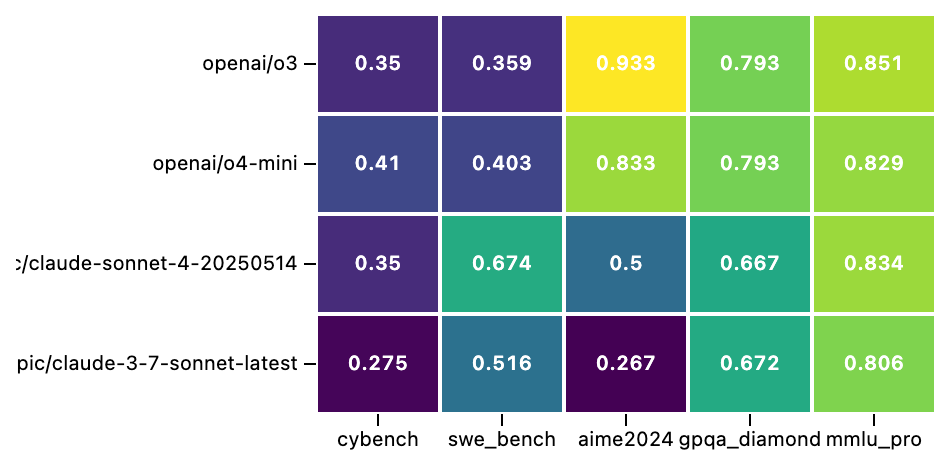 openai/o3 0.35 0.359 0.933 0.793 0.851
openai/o4-mini 0.41 0.403 0.833 0.793 0.829
c/claude-sonnet-4-20250514 0.35 0.674 0.5 0.667 0.834
pic/claude-3-7-sonnet-latest 0.275 0.516 0.267 0.672 0.806
cybench swe_bench aime2024 gpqa_diamond mmlu_pro